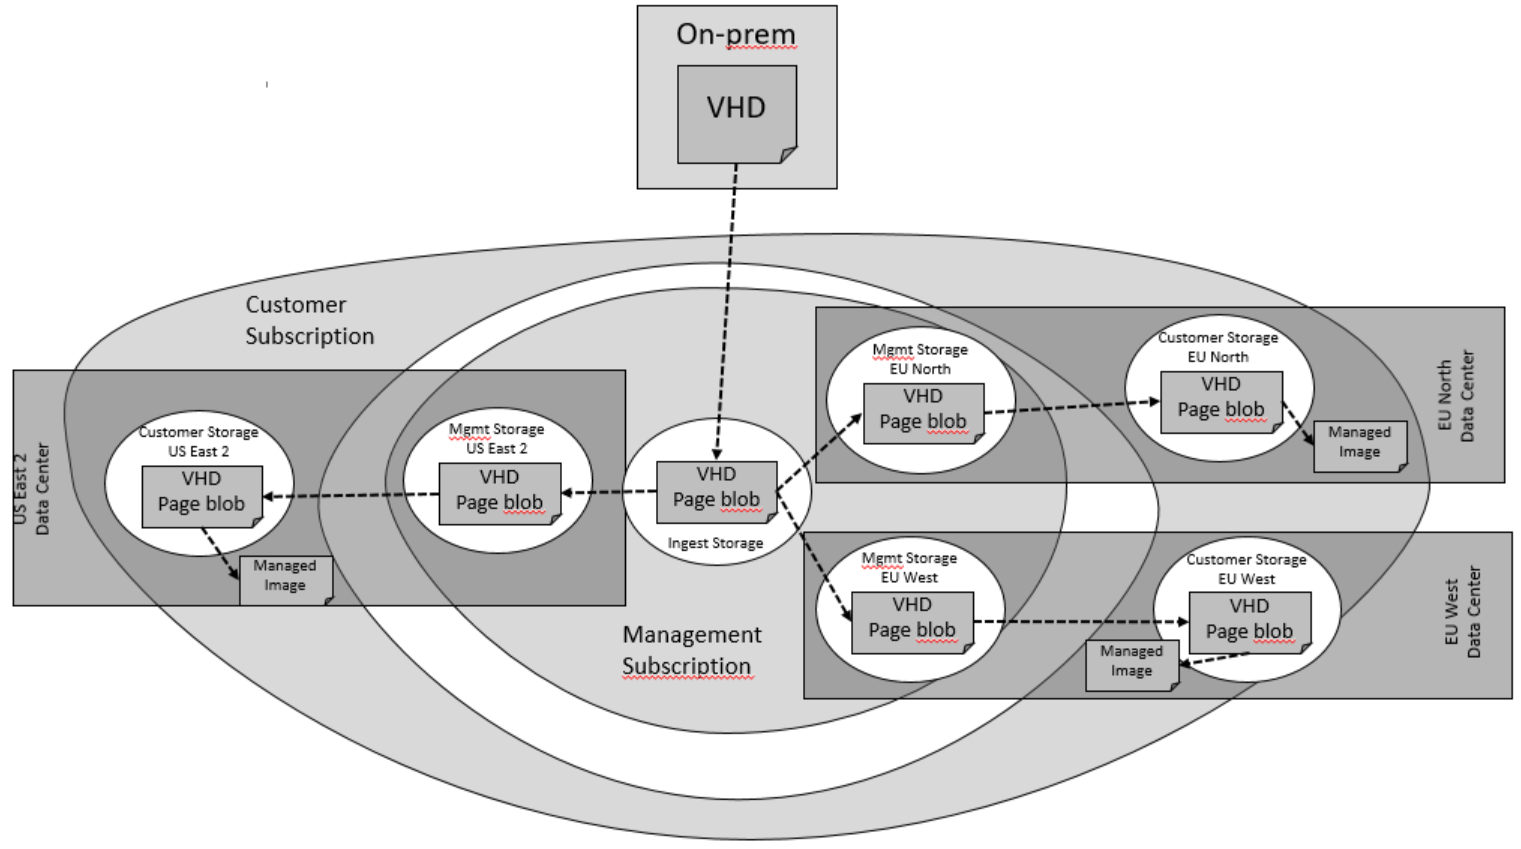 On-prem
VHD
Customer
Subscription
US East 2
Data Center
Customer Storage
US East 2
VHD
Page blob
Managed
Image
Mgmt Storage
US East 2
VHD
Page blob
VHD
Page blob
Ingest Storage
Management
Subscription
Mgmt Storage
EU North
VHD
Page blob
Customer Storage
EU North
VHD
Page blob
Managed
Image
EU North
Data Center
Mgmt Storage
EU West
VHD
Page blob
Customer Storage
EU West
VHD
Page blob
Managed
Image
EU West
Data Center